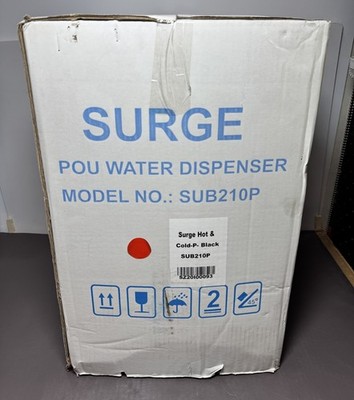 SURGE
POU WATER DISPENSER
MODEL NO.: SUB210P
Surge Hot &
Cold-P- Black
SUB210P
2